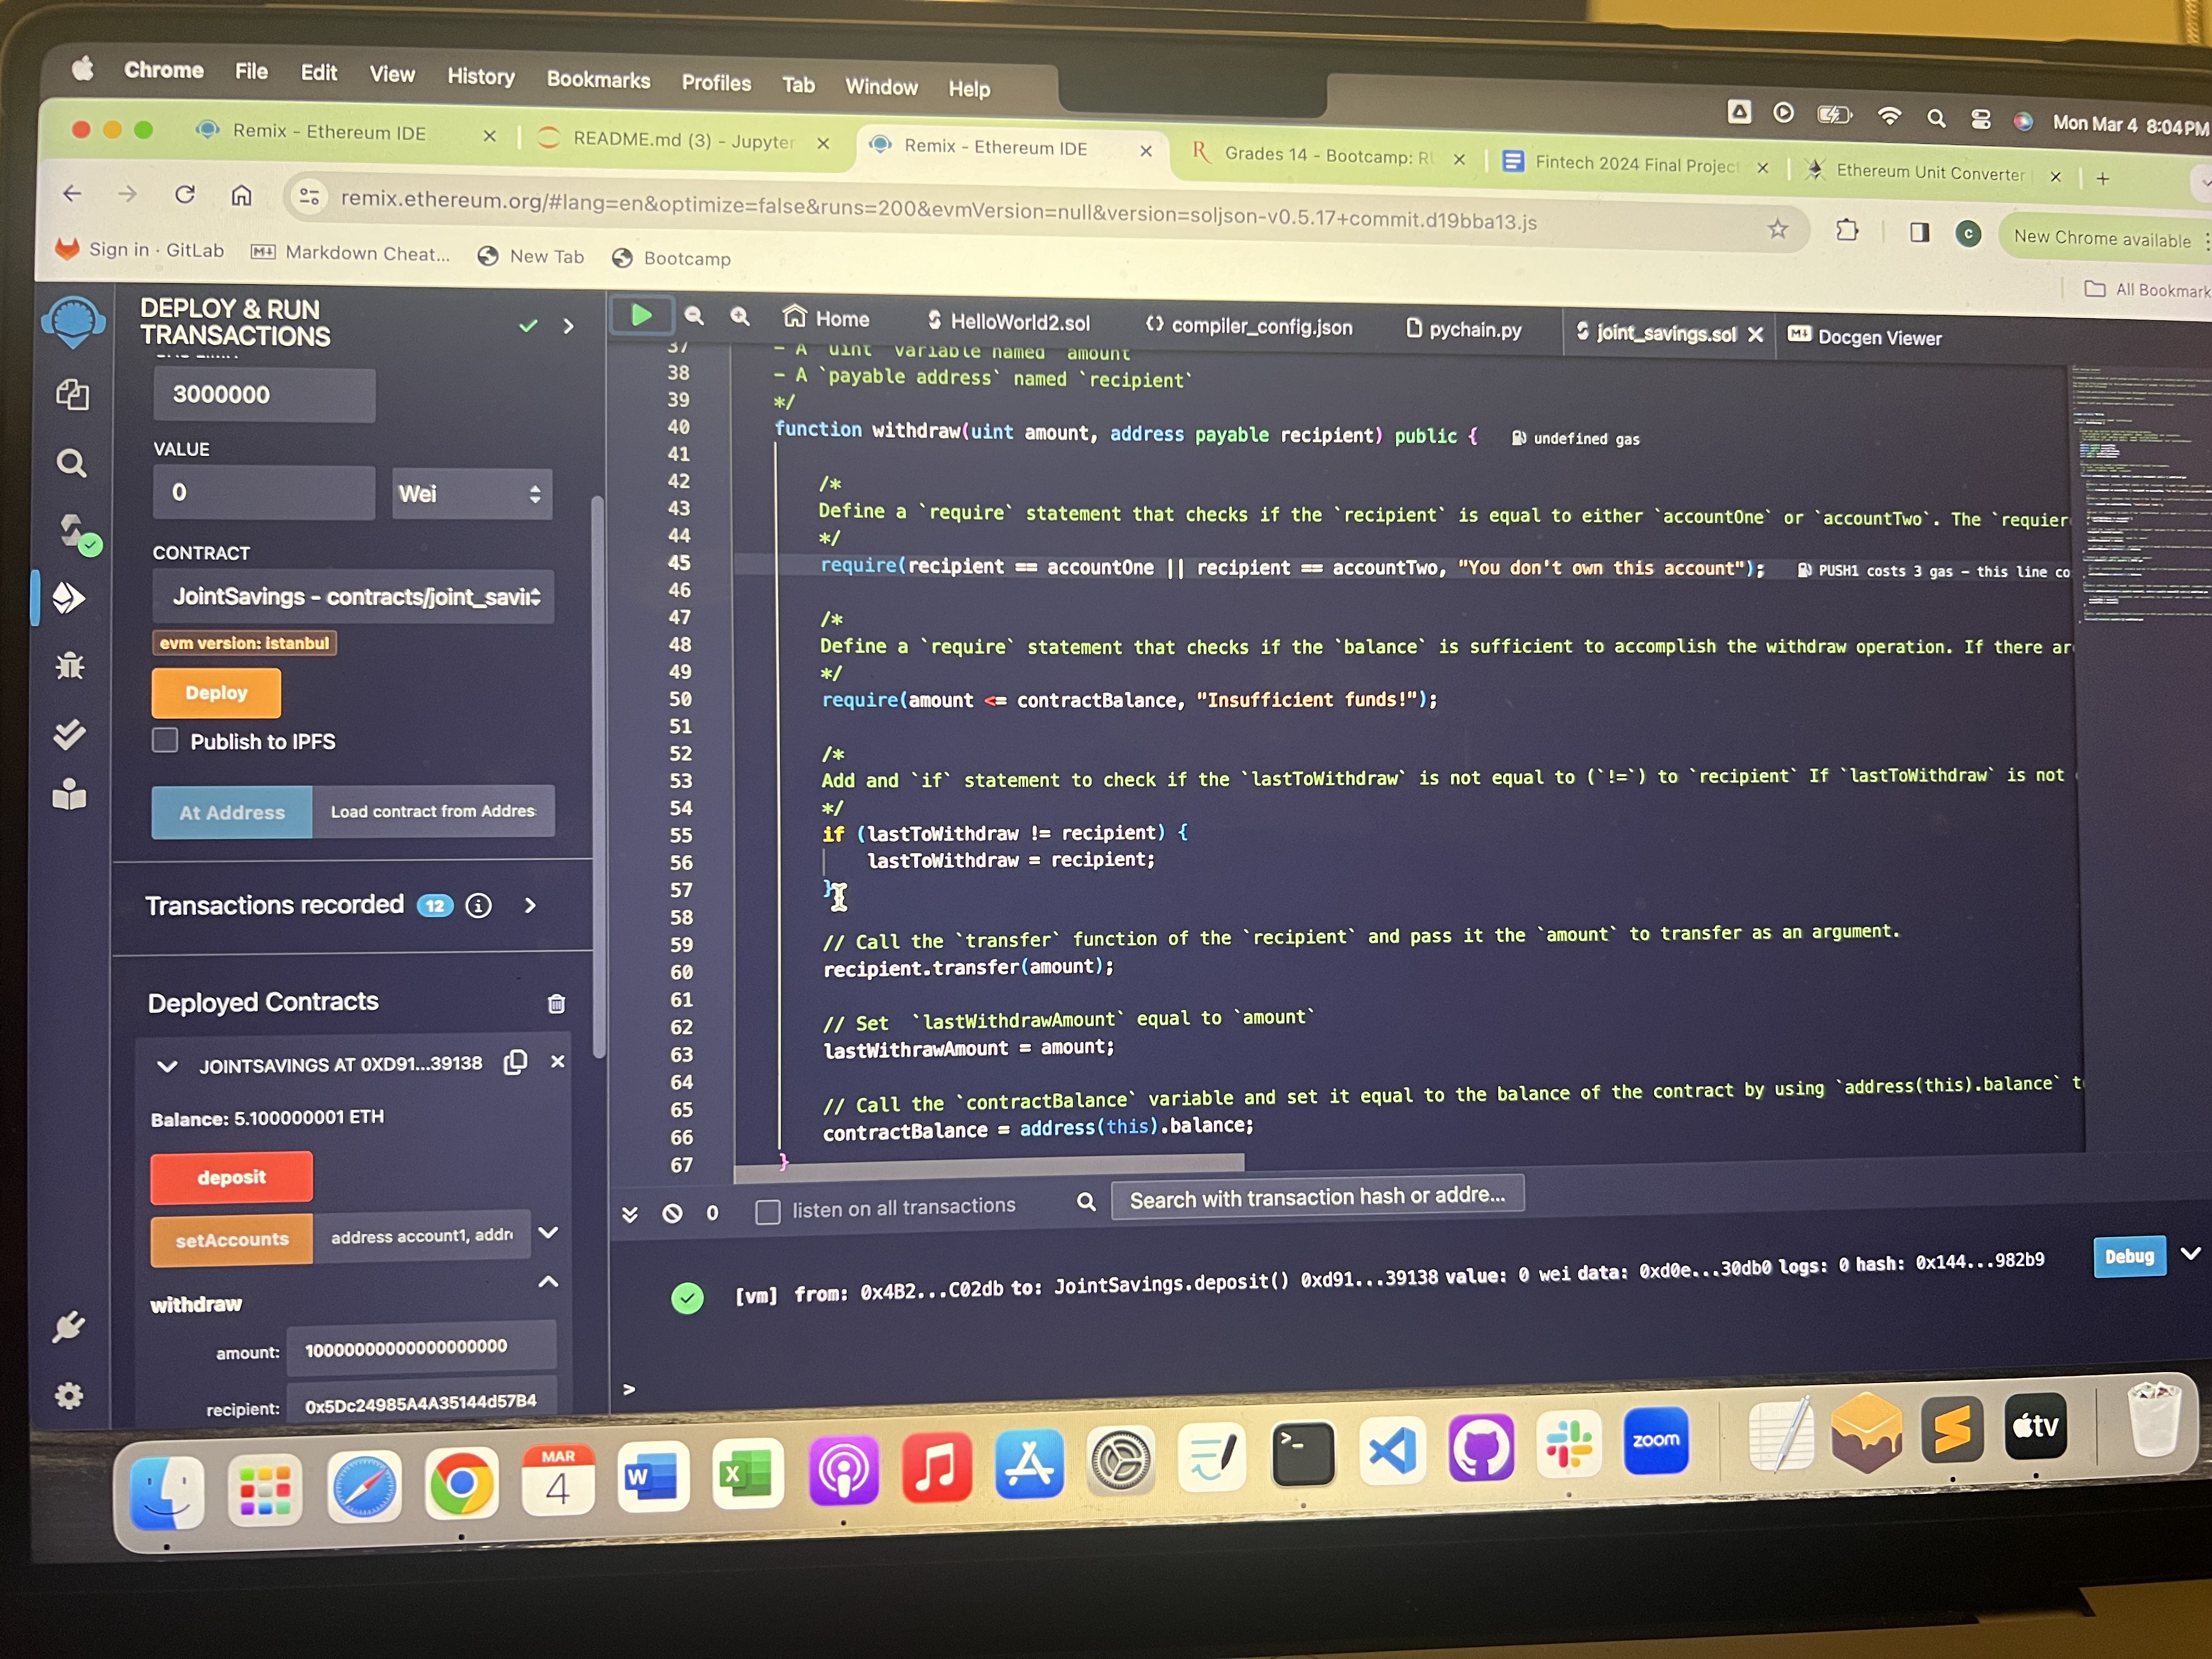 Chrome File Edit View History Bookmarks Profiles Tab Window Help
Mon Mar 4 8:04 PM
Remix - Ethereum IDE
README.md (3) - Jupyter
Remix - Ethereum IDE
Grades 14 - Bootcamp: RU
Fintech 2024 Final Project
Ethereum Unit Converter
remix.ethereum.org/#lang=en&optimize=false&runs=200&evmVersion=null&version=soljson-v0.5.17+commit.d19bba13.js
C
New Chrome available
Sign in · GitLab
Markdown Cheat...
New Tab
Bootcamp
All Bookmark
DEPLOY & RUN
TRANSACTIONS
3000000
VALUE
0
Wei
CONTRACT
JointSavings - contracts/joint_savin
evm version: istanbul
Deploy
Publish to IPFS
At Address
Load contract from Addres
Transactions recorded 12 i
Deployed Contracts
JOINTSAVINGS AT 0XD91...39138
Balance: 5.100000001 ETH
deposit
setAccounts
address account1, addr
withdraw
amount:
recipient:
0x5Dc24985A4A35144d57B4
Home
HelloWorld2.sol
compiler_config.json
pychain.py
joint_savings.sol
Docgen Viewer
37 - A `uint` variable named `amount`
38 - A `payable address` named `recipient`
39 */
40 function withdraw(uint amount, address payable recipient) public { undefined gas
41
42 /*
43 Define a `require` statement that checks if the `recipient` is equal to either `accountOne` or `accountTwo`. The `requier
44 */
45 require(recipient == accountOne || recipient == accountTwo, "You don't own this account"); PUSH1 costs 3 gas - this line co
46
47 /*
48 Define a `require` statement that checks if the `balance` is sufficient to accomplish the withdraw operation. If there ar
49 */
50 require(amount <= contractBalance, "Insufficient funds!");
51
52 /*
53 Add and `if` statement to check if the `lastToWithdraw` is not equal to (`!=`) to `recipient` If `lastToWithdraw` is not
54 */
55 if (lastToWithdraw != recipient) {
56 lastToWithdraw = recipient;
57 }
58
59 // Call the `transfer` function of the `recipient` and pass it the `amount` to transfer as an argument.
60 recipient.transfer(amount);
61
62 // Set `lastWithdrawAmount` equal to `amount`
63 lastWithrawAmount = amount;
64
65 // Call the `contractBalance` variable and set it equal to the balance of the contract by using `address(this).balance` t
66 contractBalance = address(this).balance;
67 }
0
listen on all transactions
Search with transaction hash or addre...
[vm] from: 0x4B2...C02db to: JointSavings.deposit() 0xd91...39138 value: 0 wei data: 0xd0e...30db0 logs: 0 hash: 0x144...982b9
Debug
>
MAR
4
W
X
zoom
tv